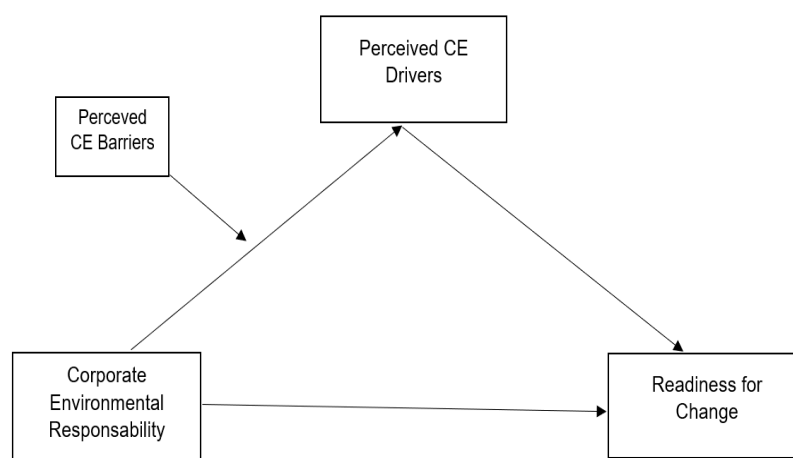 Perceived CE
Drivers
Perceved
CE Barriers
Corporate
Environmental
Responsability
Readiness for
Change